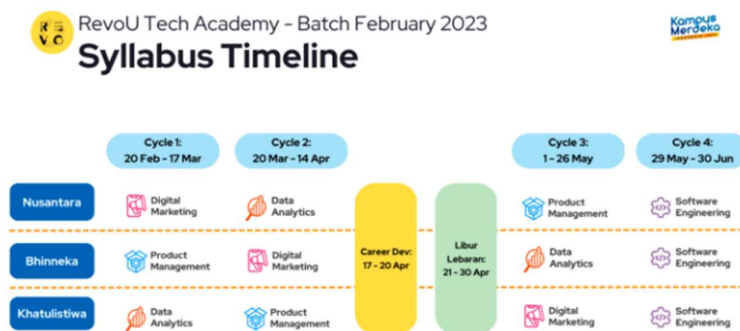 RE
VO
RevoU Tech Academy - Batch February 2023
Syllabus Timeline
Kampus
Merdeka
Cycle 1:
20 Feb - 17 Mar
Cycle 2:
20 Mar - 14 Apr
Cycle 3:
1 - 26 May
Cycle 4:
29 May - 30 Jun
Nusantara
Digital
Marketing
Data
Analytics
Product
Management
Software
Engineering
Career Dev:
17 - 20 Apr
Libur
Lebaran:
21 - 30 Apr
Bhinneka
Product
Management
Digital
Marketing
Data
Analytics
Software
Engineering
Khatulistiwa
Data
Analytics
Product
Management
Digital
Marketing
Software
Engineering